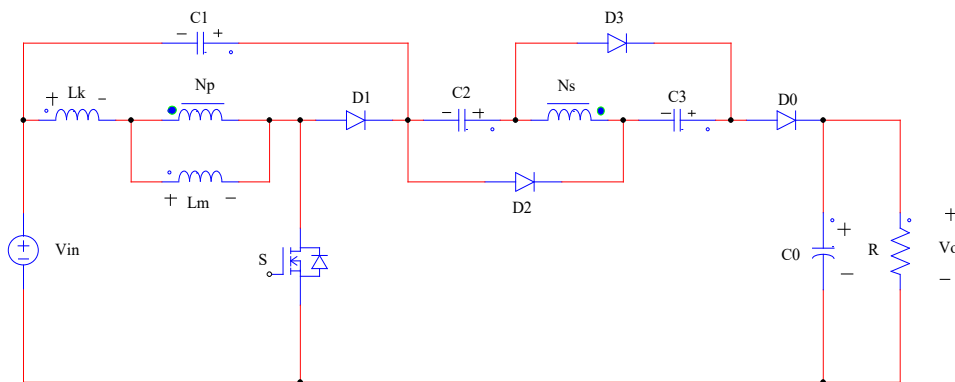 C1
D3
− +
+ Lk -
Np
D1
C2
− +
Ns
C3
− +
D0
+ Lm −
D2
Vin
S
C0
+
−
R
+
Vo
−